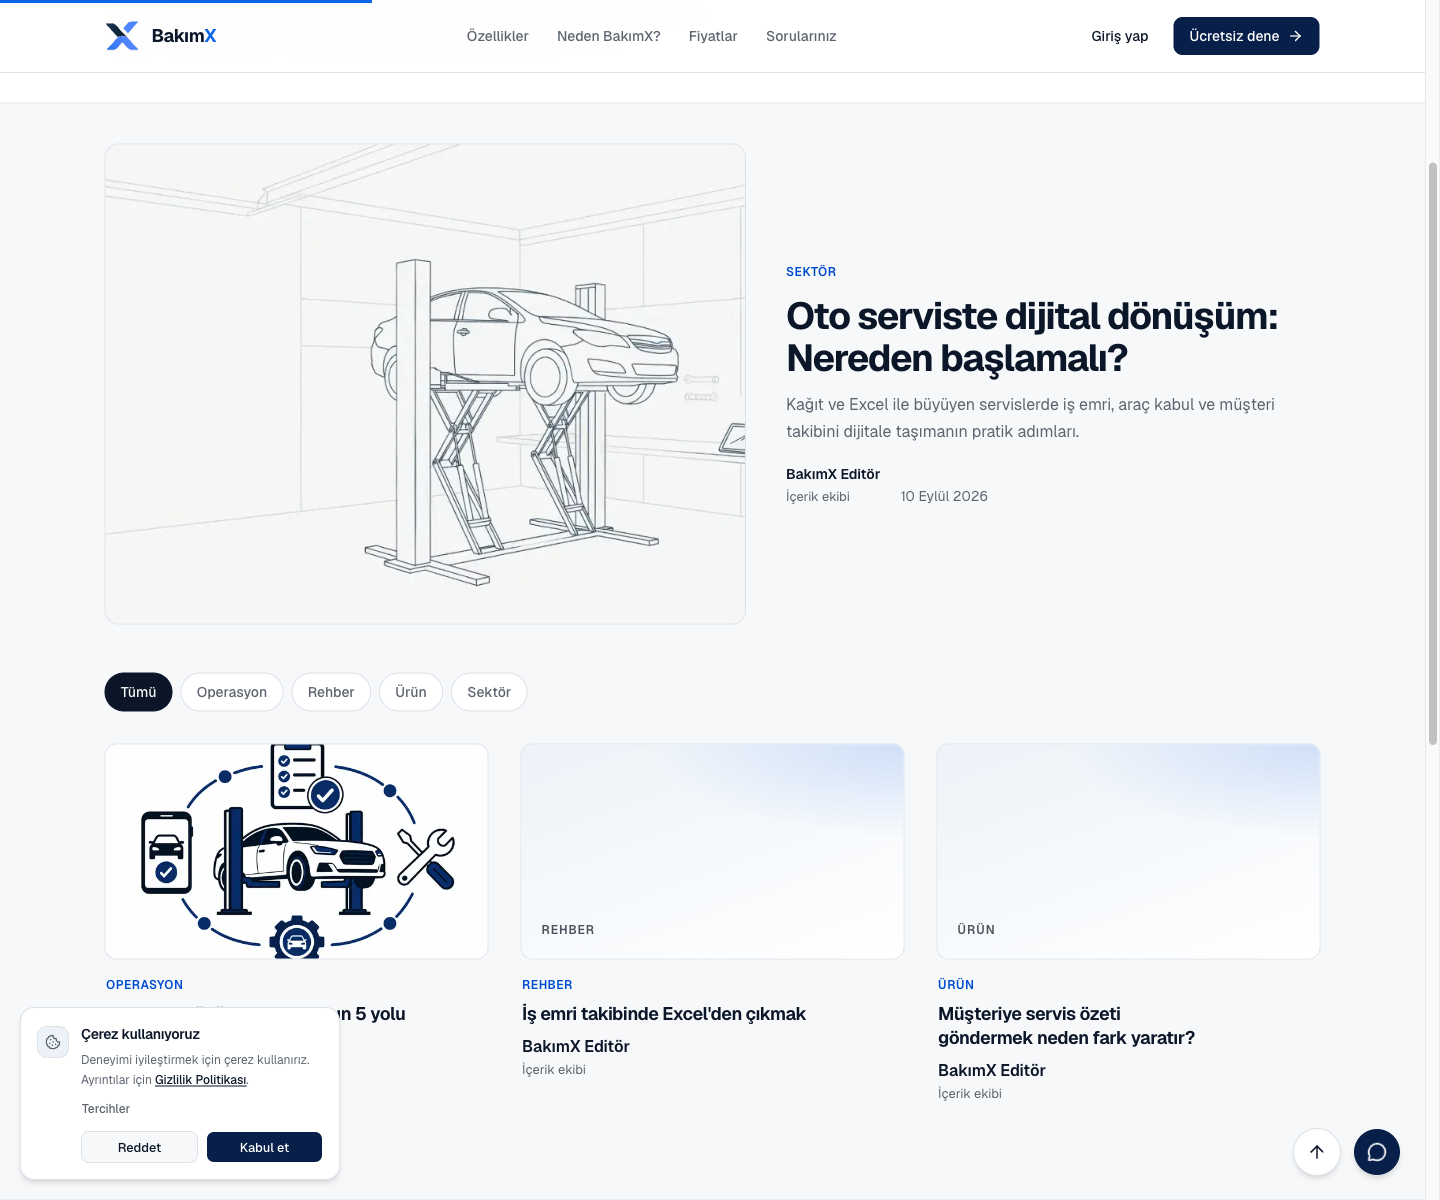 BakımX
Özellikler
Neden BakımX?
Fiyatlar
Sorularınız
Giriş yap
Ücretsiz dene
SEKTÖR
Oto serviste dijital dönüşüm:
Nereden başlamalı?
Kağıt ve Excel ile büyüyen servislerde iş emri, araç kabul ve müşteri
takibini dijitale taşımanın pratik adımları.
BakımX Editör
İçerik ekibi
10 Eylül 2026
Tümü
Operasyon
Rehber
Ürün
Sektör
REHBER
ÜRÜN
OPERASYON
5 yolu
REHBER
İş emri takibinde Excel'den çıkmak
BakımX Editör
İçerik ekibi
ÜRÜN
Müşteriye servis özeti
göndermek neden fark yaratır?
BakımX Editör
İçerik ekibi
Çerez kullanıyoruz
Deneyimi iyileştirmek için çerez kullanırız.
Ayrıntılar için Gizlilik Politikası.
Tercihler
Reddet
Kabul et